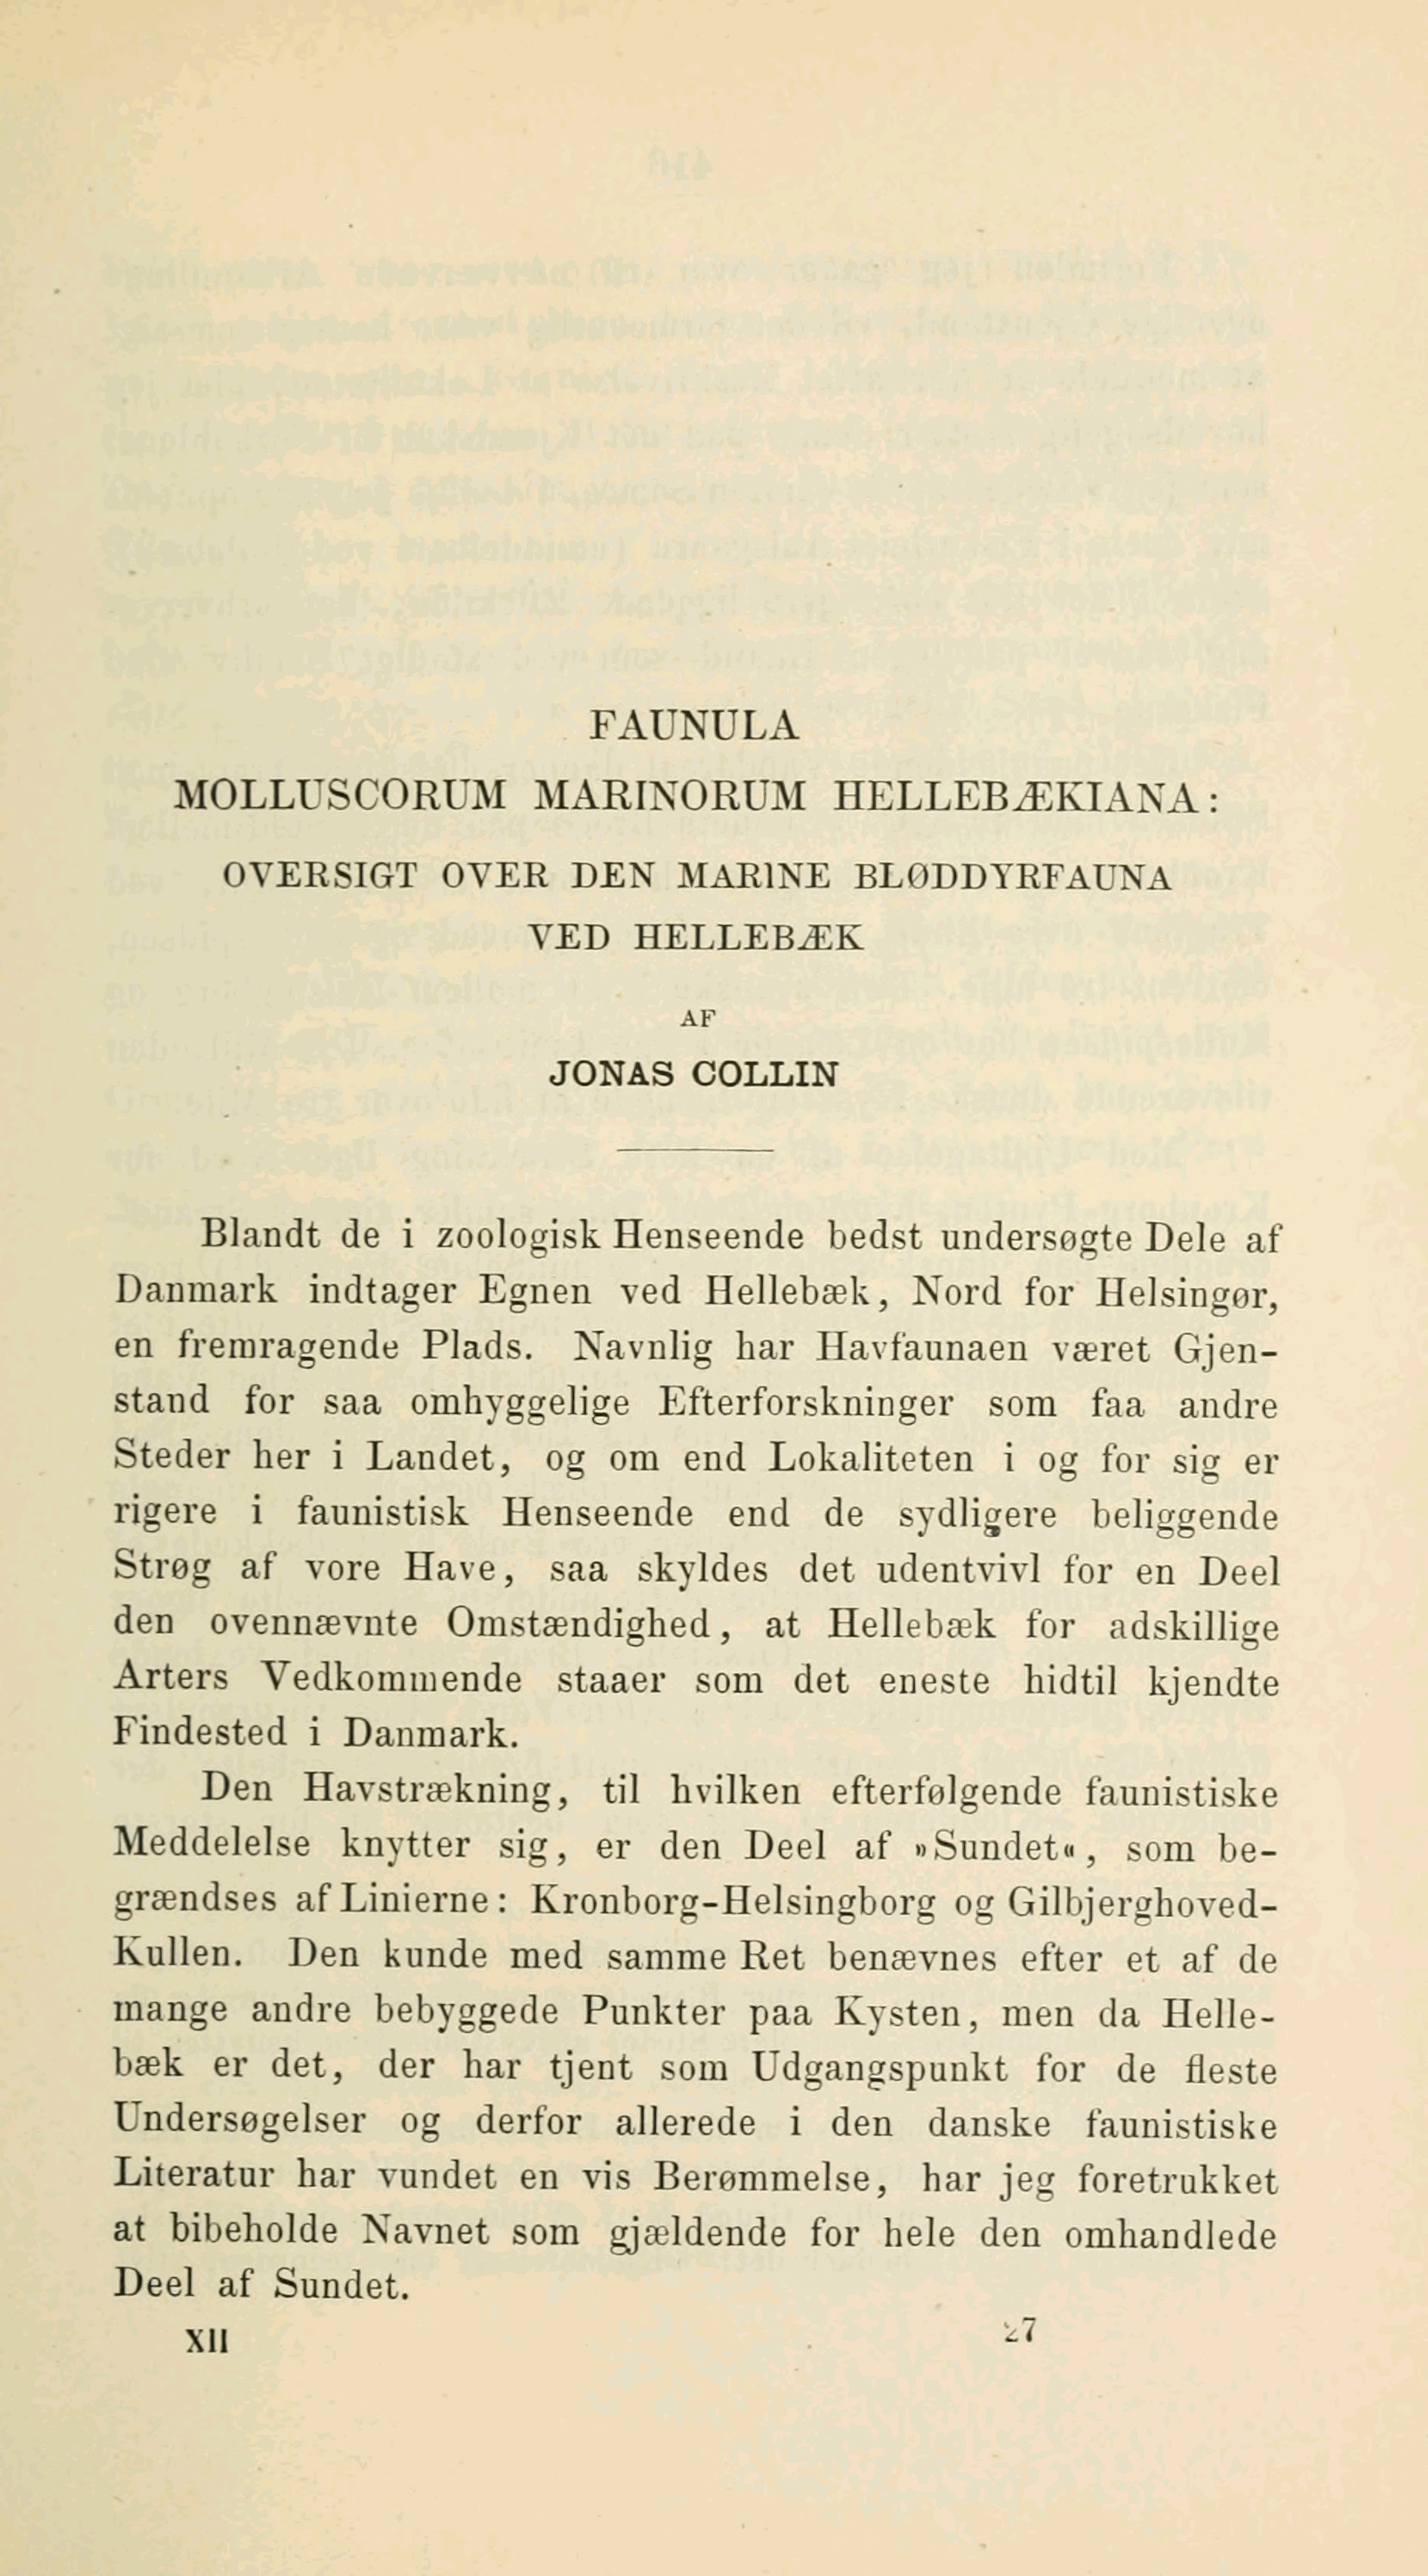 FAUNULA
MOLLUSCORUM MARINORUM HELLEBÆKIANA:
OVERSIGT OVER DEN MARINE BLØDDYRFAUNA
VED HELLEBÆK
AF
JONAS COLLIN
Blandt de i zoologisk Henseende bedst undersøgte Dele af
Danmark indtager Egnen ved Hellebæk, Nord for Helsingør,
en fremragende Plads. Navnlig har Havfaunaen været Gjen-
stand for saa omhyggelige Efterforskninger som faa andre
Steder her i Landet, og om end Lokaliteten i og for sig er
rigere i faunistisk Henseende end de sydligere beliggende
Strøg af vore Have, saa skyldes det udentvivl for en Deel
den ovennævnte Omstændighed, at Hellebæk for adskillige
Arters Vedkommende staaer som det eneste hidtil kjendte
Findested i Danmark.
Den Havstrækning, til hvilken efterfølgende faunistiske
Meddelelse knytter sig, er den Deel af »Sundet«, som be-
grændses af Linierne: Kronborg-Helsingborg og Gilbjerghoved-
Kullen. Den kunde med samme Ret benævnes efter et af de
mange andre bebyggede Punkter paa Kysten, men da Helle-
bæk er det, der har tjent som Udgangspunkt for de fleste
Undersøgelser og derfor allerede i den danske faunistiske
Literatur har vundet en vis Berømmelse, har jeg foretrukket
at bibeholde Navnet som gjældende for hele den omhandlede
Deel af Sundet.
XII 27